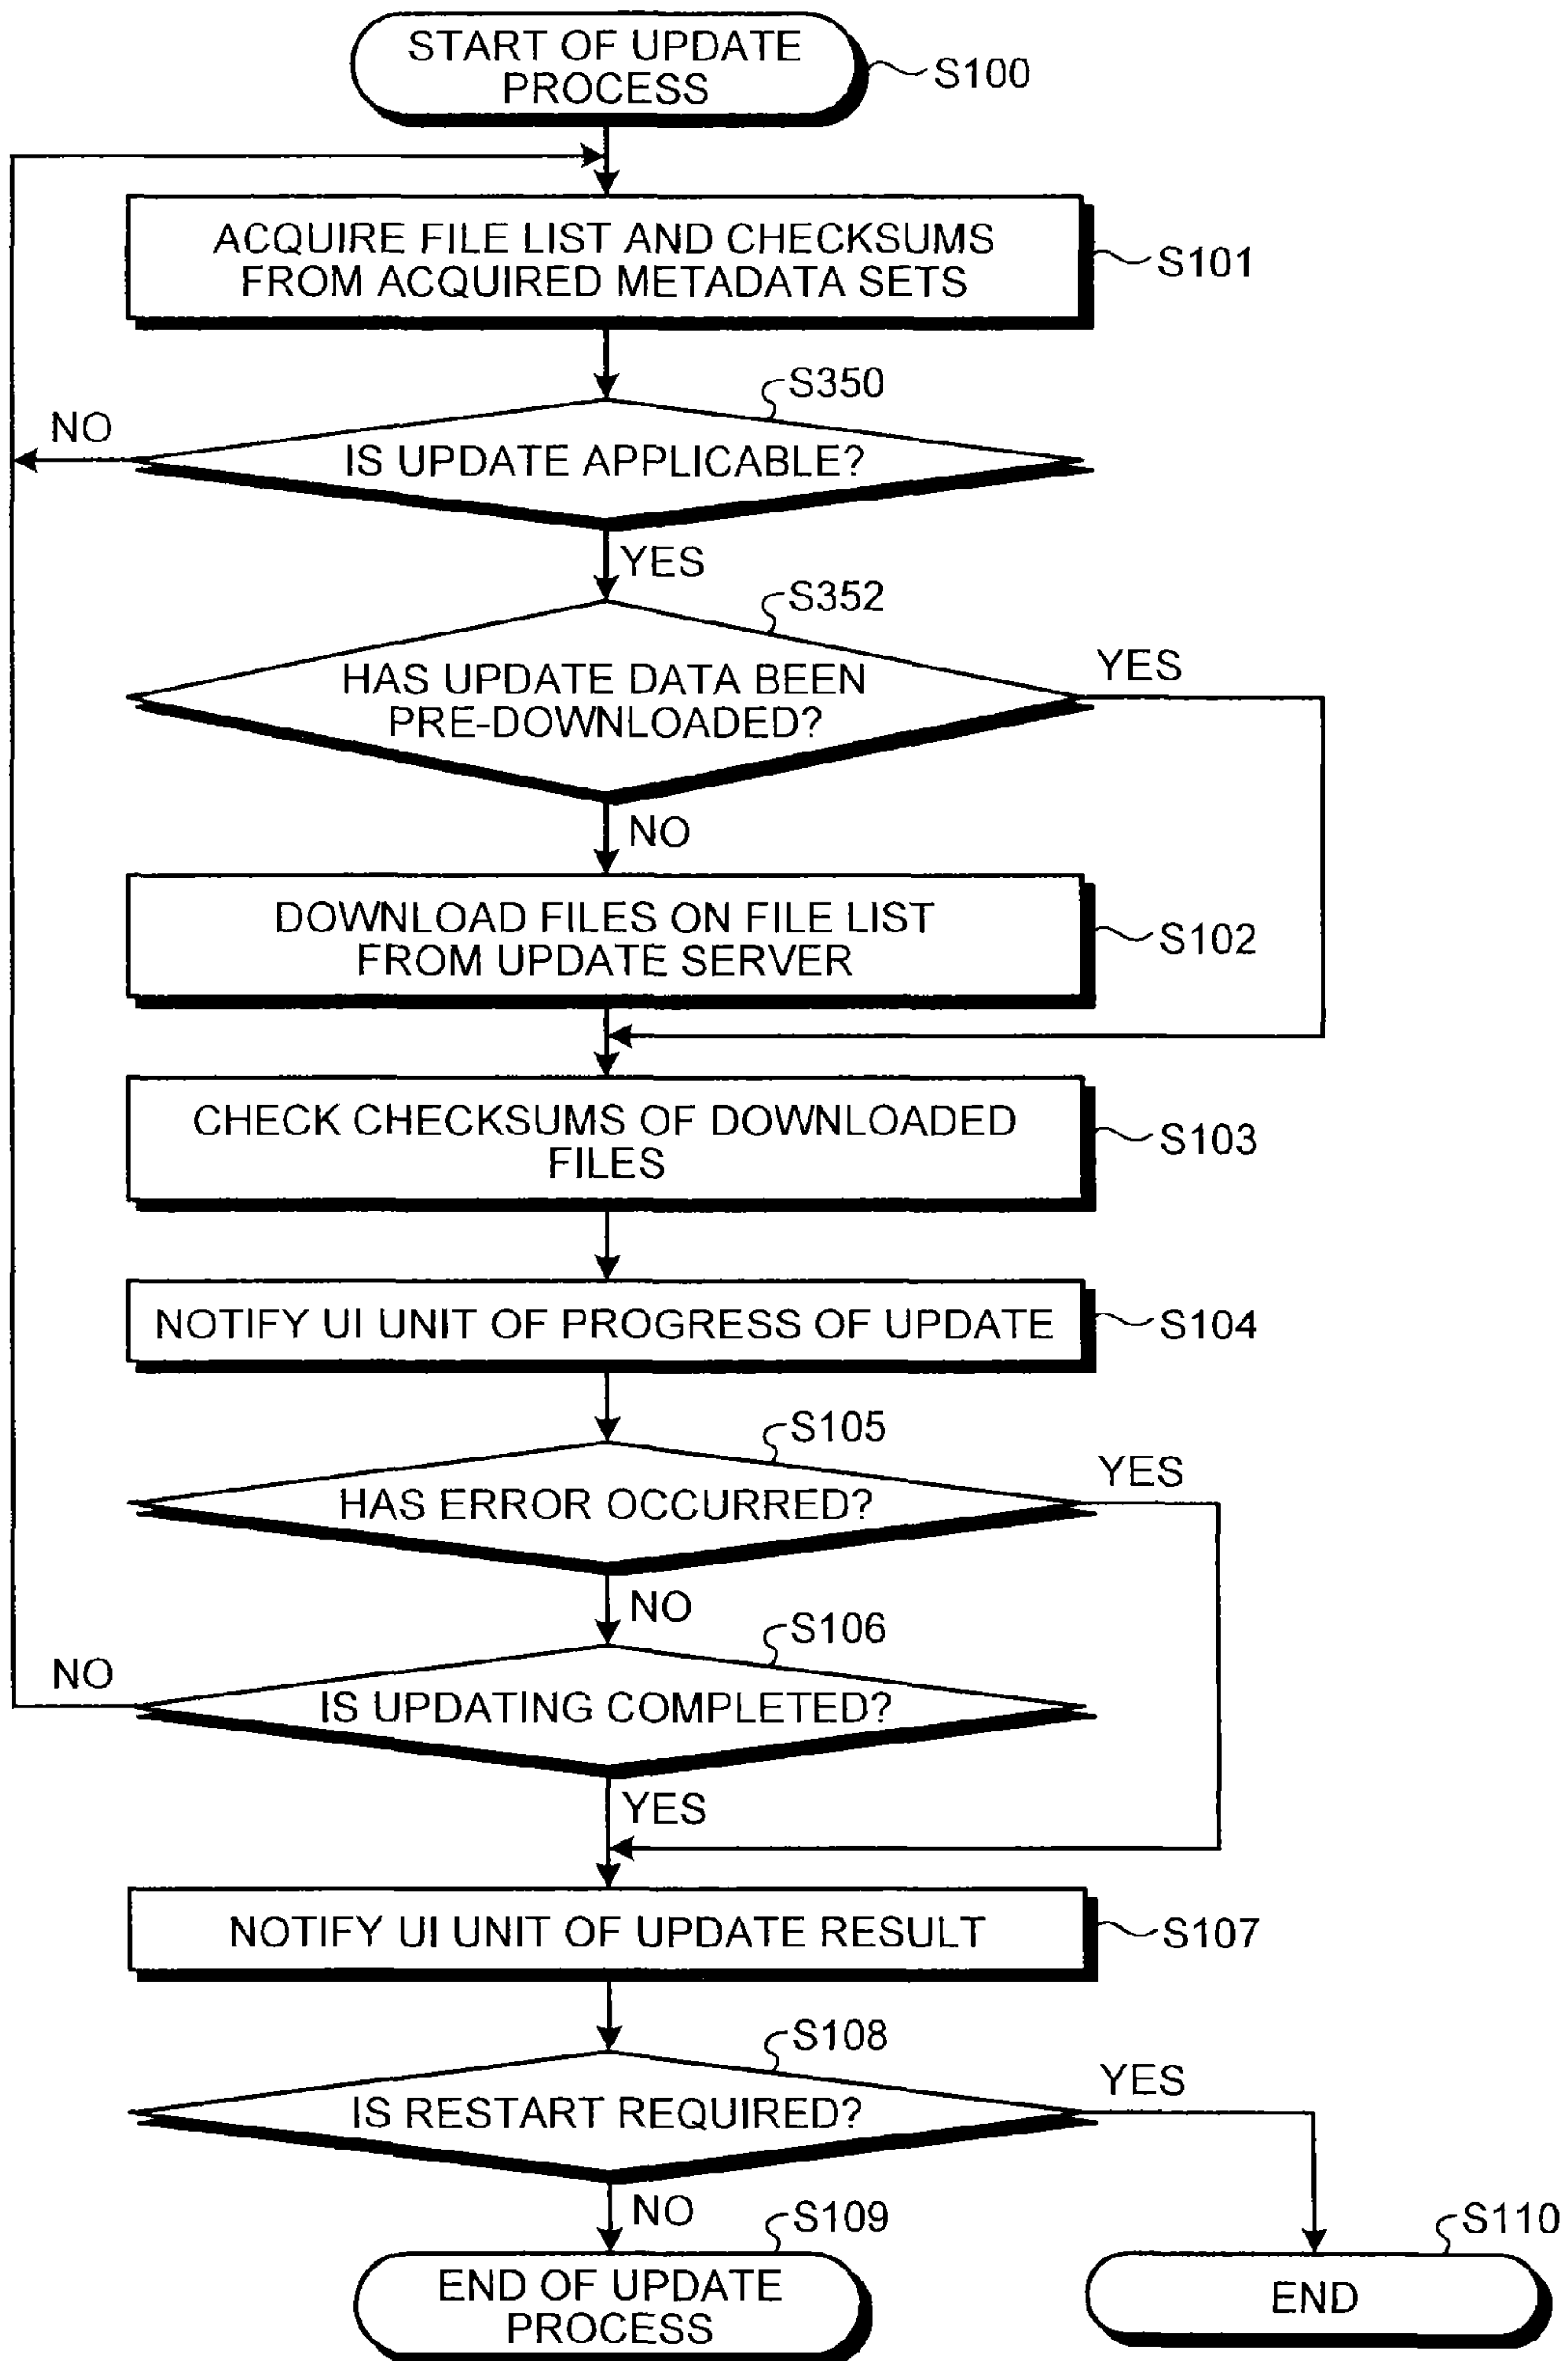 START OF UPDATE
PROCESS
S100
ACQUIRE FILE LIST AND CHECKSUMS
FROM ACQUIRED METADATA SETS
S101
S350
NO
IS UPDATE APPLICABLE?
YES
S352
HAS UPDATE DATA BEEN
PRE-DOWNLOADED?
YES
NO
DOWNLOAD FILES ON FILE LIST
FROM UPDATE SERVER
S102
CHECK CHECKSUMS OF DOWNLOADED
FILES
S103
NOTIFY UI UNIT OF PROGRESS OF UPDATE
S104
S105
YES
HAS ERROR OCCURRED?
NO
S106
NO
IS UPDATING COMPLETED?
YES
NOTIFY UI UNIT OF UPDATE RESULT
S107
S108
YES
IS RESTART REQUIRED?
NO
S109
S110
END OF UPDATE
PROCESS
END